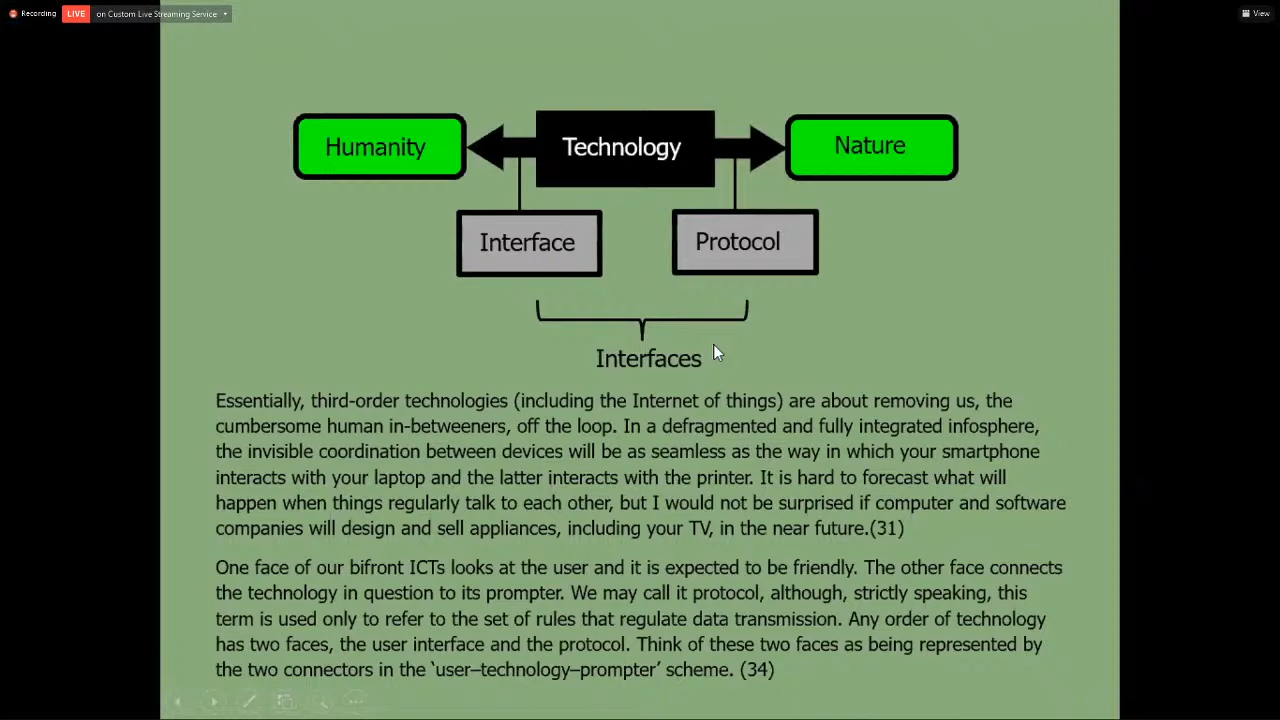 Recording LIVE on Custom Live Streaming Service View
Humanity Technology Nature
Interface Protocol
Interfaces
Essentially, third-order technologies (including the Internet of things) are about removing us, the
cumbersome human in-betweeners, off the loop. In a defragmented and fully integrated infosphere,
the invisible coordination between devices will be as seamless as the way in which your smartphone
interacts with your laptop and the latter interacts with the printer. It is hard to forecast what will
happen when things regularly talk to each other, but I would not be surprised if computer and software
companies will design and sell appliances, including your TV, in the near future.(31)
One face of our bifront ICTs looks at the user and it is expected to be friendly. The other face connects
the technology in question to its prompter. We may call it protocol, although, strictly speaking, this
term is used only to refer to the set of rules that regulate data transmission. Any order of technology
has two faces, the user interface and the protocol. Think of these two faces as being represented by
the two connectors in the ‘user–technology–prompter’ scheme. (34)